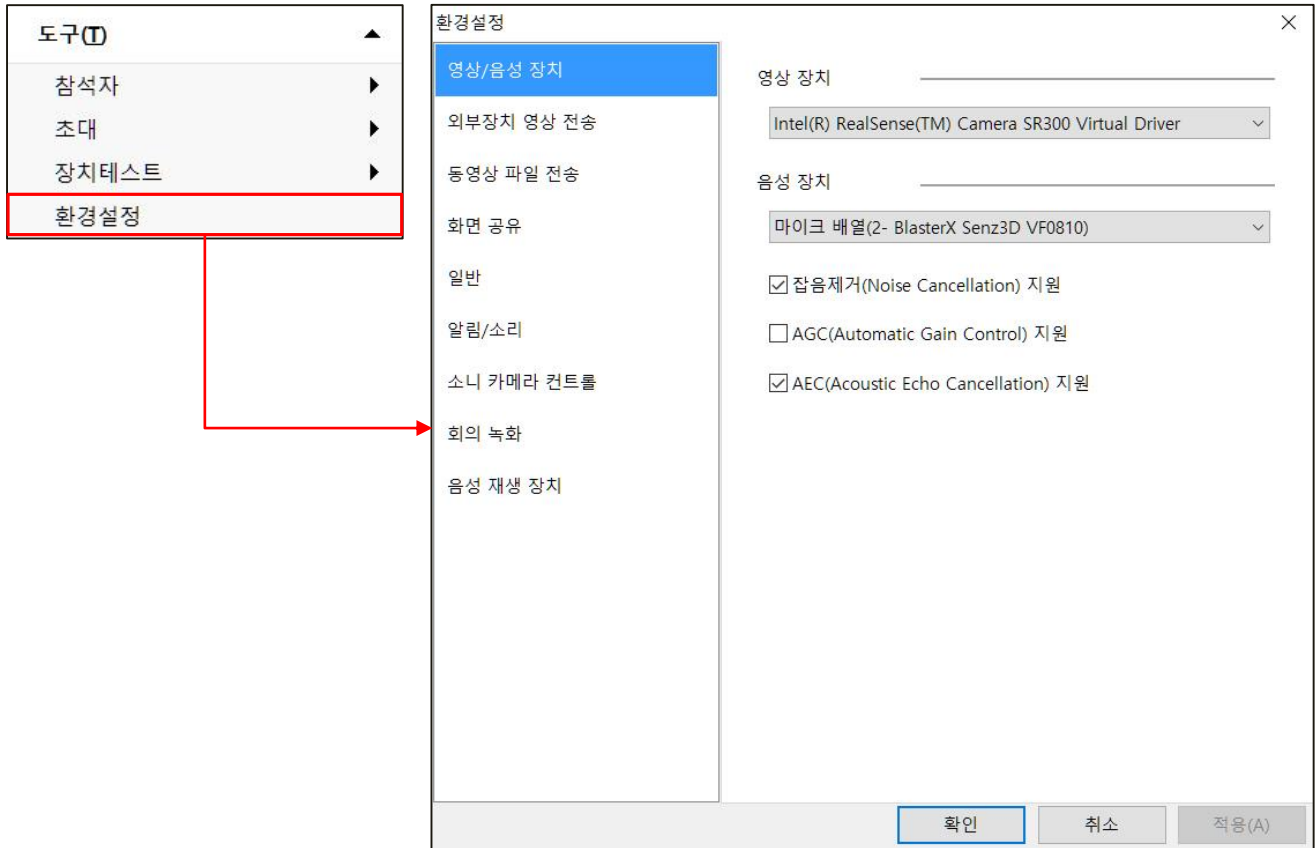 도구(T)
참석자
초대
장치테스트
환경설정
환경설정
영상/음성 장치
외부장치 영상 전송
동영상 파일 전송
화면 공유
일반
알림/소리
소니 카메라 컨트롤
회의 녹화
음성 재생 장치
영상 장치
Intel(R) RealSense(TM) Camera SR300 Virtual Driver
음성 장치
마이크 배열(2- BlasterX Senz3D VF0810)
잡음제거(Noise Cancellation) 지원
AGC(Automatic Gain Control) 지원
AEC(Acoustic Echo Cancellation) 지원
확인
취소
적용(A)